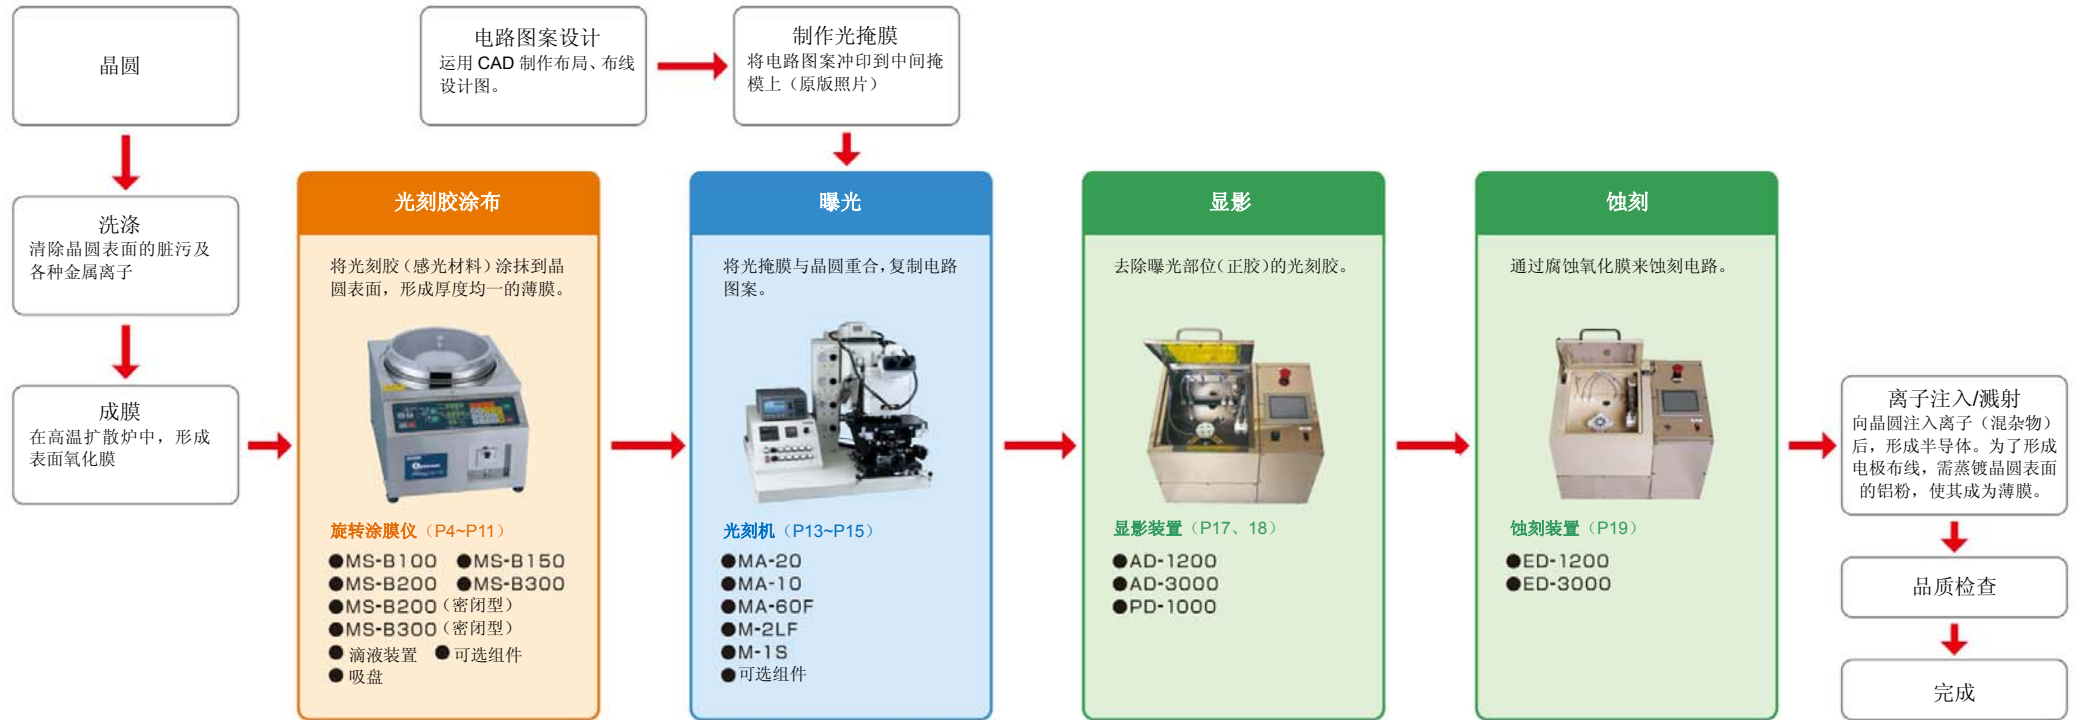 晶圆
洗涤
清除晶圆表面的脏污及
各种金属离子
成膜
在高温扩散炉中，形成
表面氧化膜
电路图案设计
运用 CAD 制作布局、布线
设计图。
制作光掩膜
将电路图案冲印到中间掩
模上（原版照片）
光刻胶涂布
将光刻胶（感光材料）涂抹到晶
圆表面，形成厚度均一的薄膜。
旋转涂膜仪（P4~P11）
●MS-B100 ●MS-B150
●MS-B200 ●MS-B300
●MS-B200（密闭型）
●MS-B300（密闭型）
● 滴液装置 ● 可选组件
● 吸盘
曝光
将光掩膜与晶圆重合，复制电路
图案。
光刻机（P13~P15）
●MA-20
●MA-10
●MA-60F
●M-2LF
●M-1S
●可选组件
显影
去除曝光部位（正胶）的光刻胶。
显影装置（P17、18）
●AD-1200
●AD-3000
●PD-1000
蚀刻
通过腐蚀氧化膜来蚀刻电路。
蚀刻装置（P19）
●ED-1200
●ED-3000
离子注入/溅射
向晶圆注入离子（混杂物）
后，形成半导体。为了形成
电极布线，需蒸镀晶圆表面
的铝粉，使其成为薄膜。
品质检查
完成